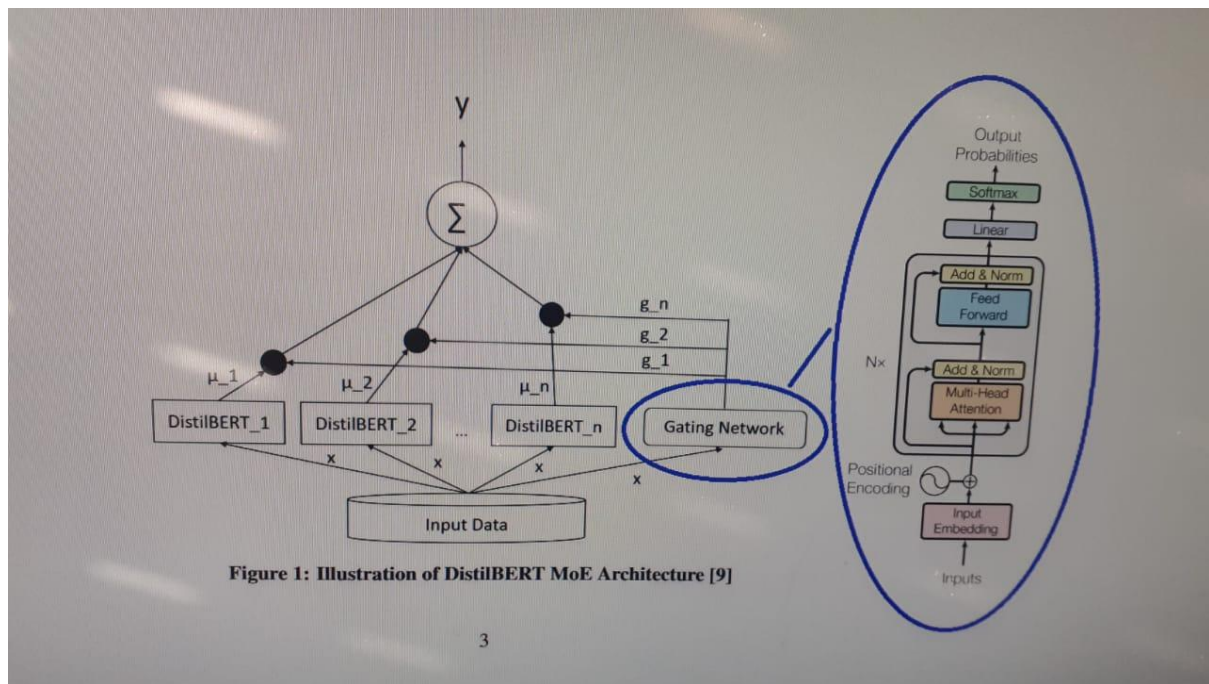 y
Σ
g_n
g_2
g_1
μ_1
μ_2
μ_n
DistilBERT_1
DistilBERT_2
...
DistilBERT_n
Gating Network
x
x
x
x
Input Data
Figure 1: Illustration of DistilBERT MoE Architecture [9]
3
Output
Probabilities
Softmax
Linear
Add & Norm
Feed
Forward
N×
Add & Norm
Multi-Head
Attention
Positional
Encoding
Input
Embedding
Inputs